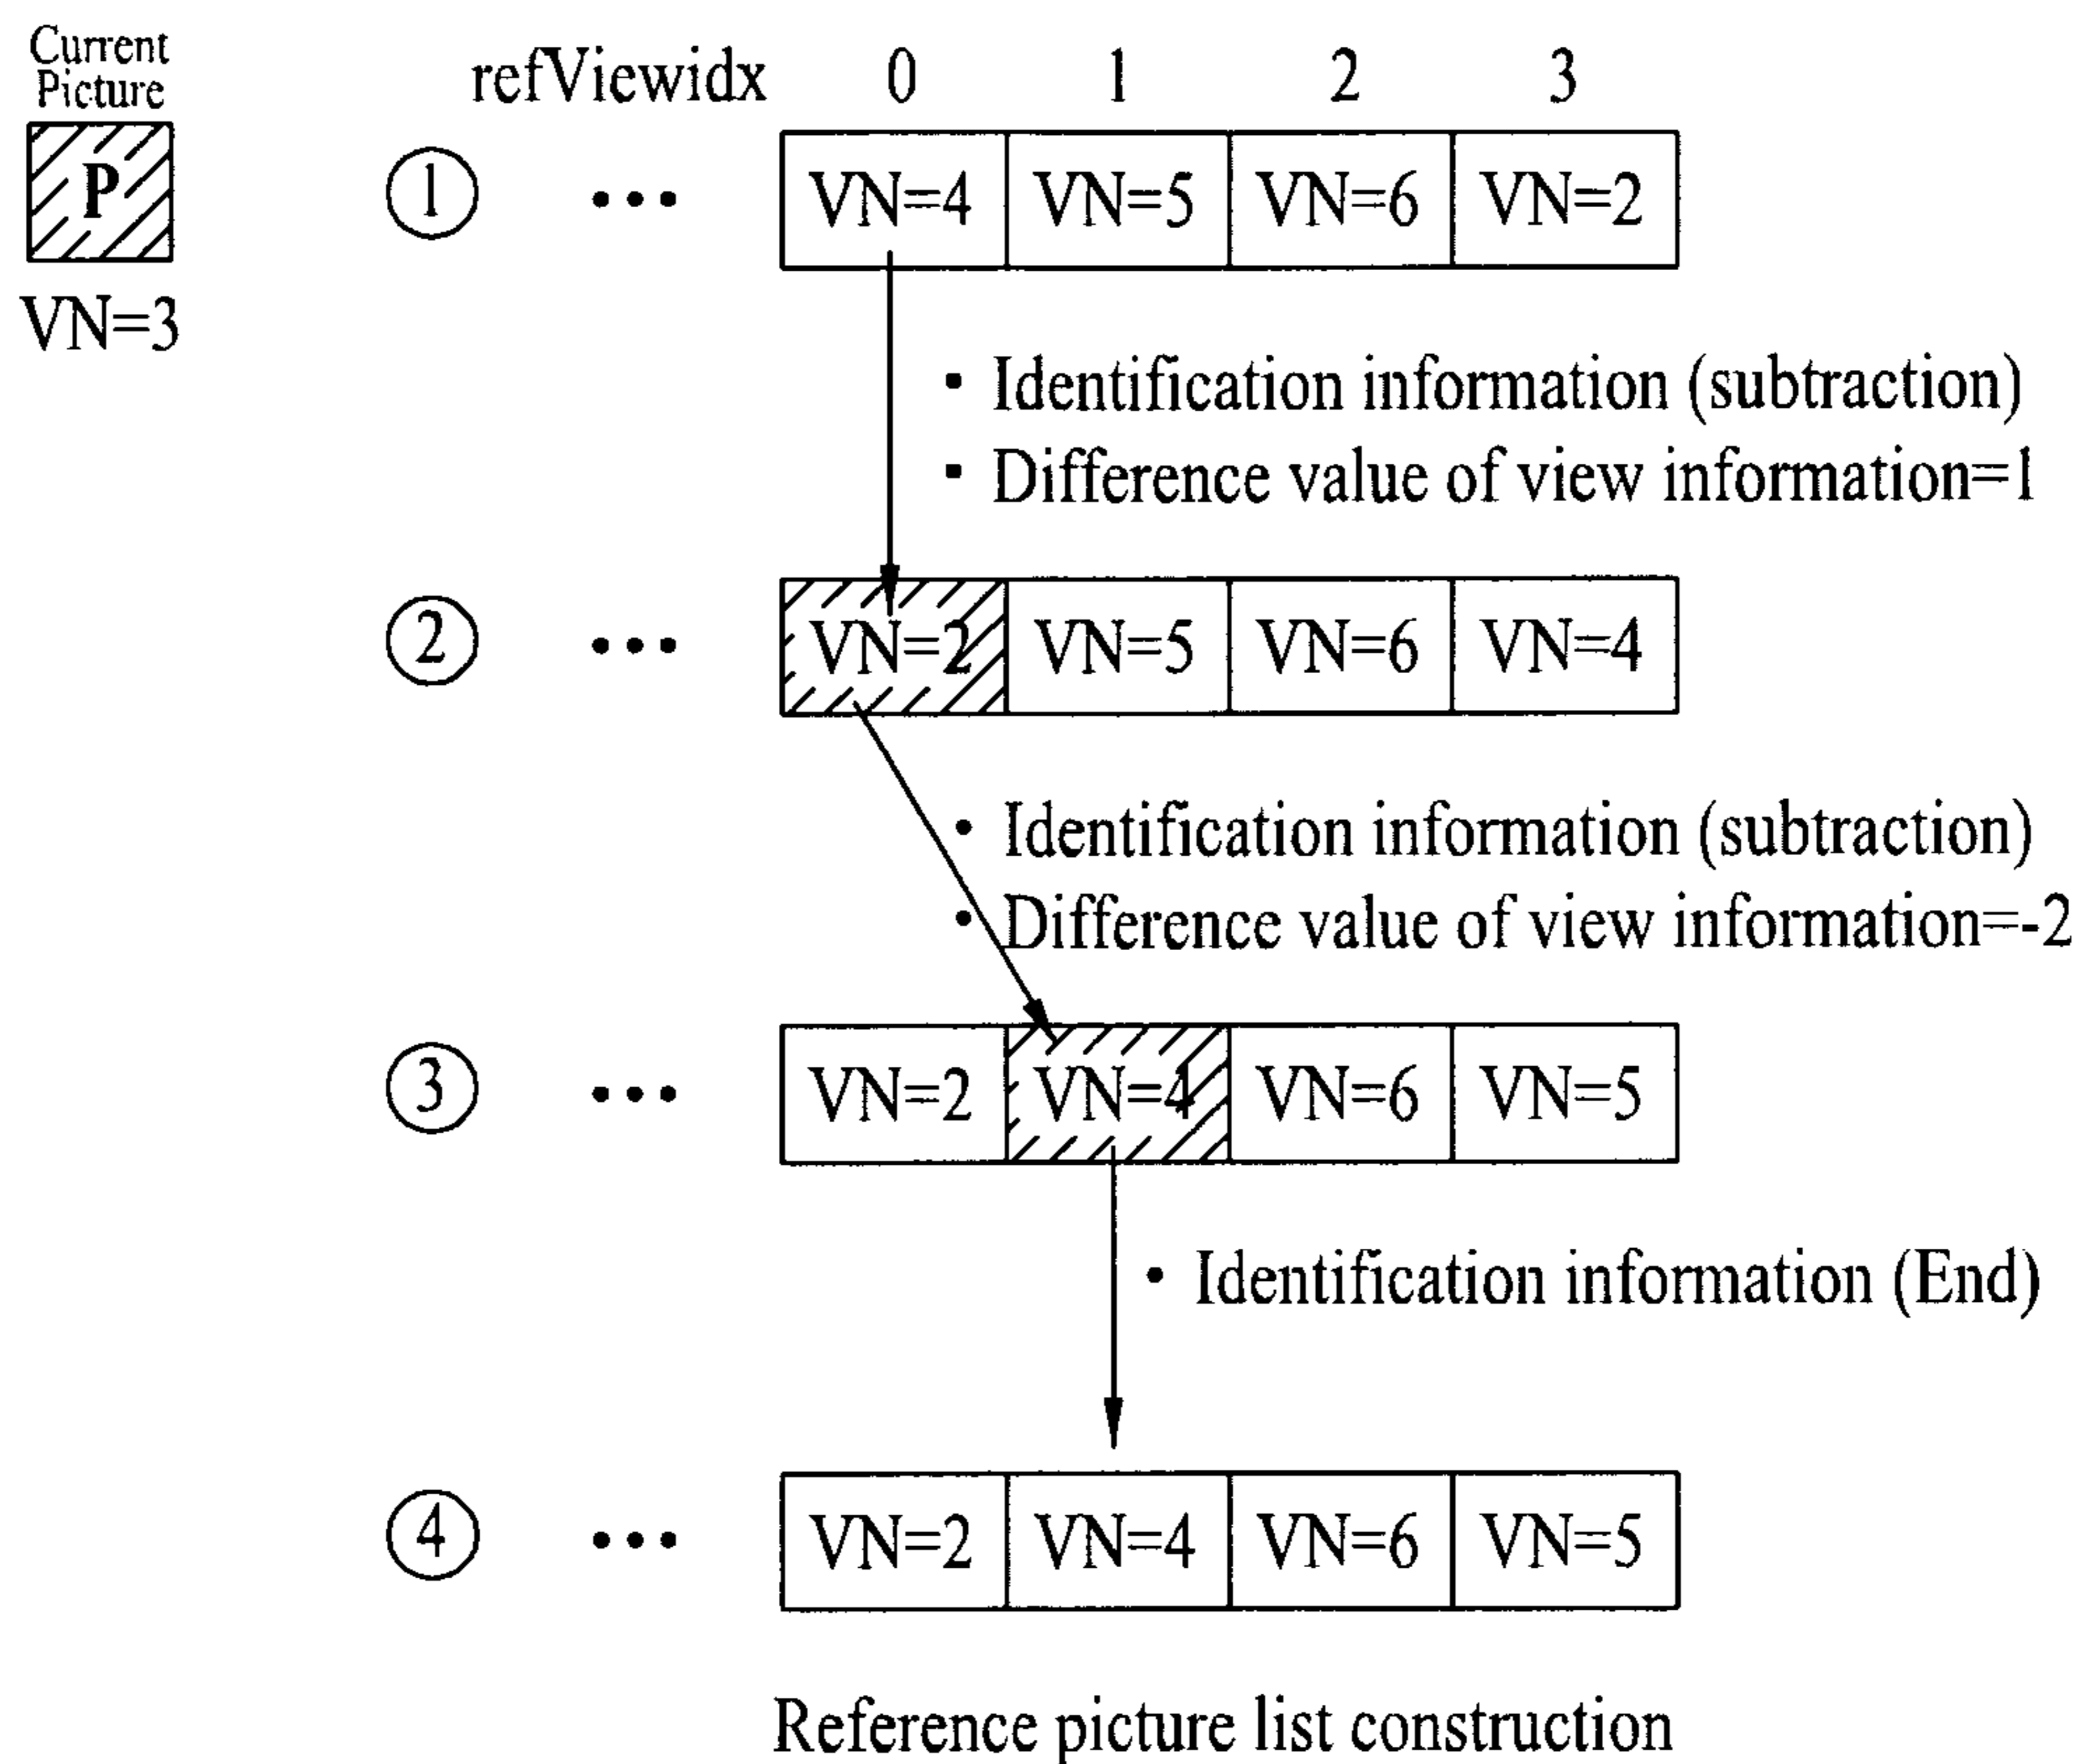 Current
Picture
P
VN=3
refViewidx 0 1 2 3
① ••• VN=4 VN=5 VN=6 VN=2
• Identification information (subtraction)
• Difference value of view information=1
② ••• VN=2 VN=5 VN=6 VN=4
• Identification information (subtraction)
• Difference value of view information=-2
③ ••• VN=2 VN=4 VN=6 VN=5
• Identification information (End)
④ ••• VN=2 VN=4 VN=6 VN=5
Reference picture list construction